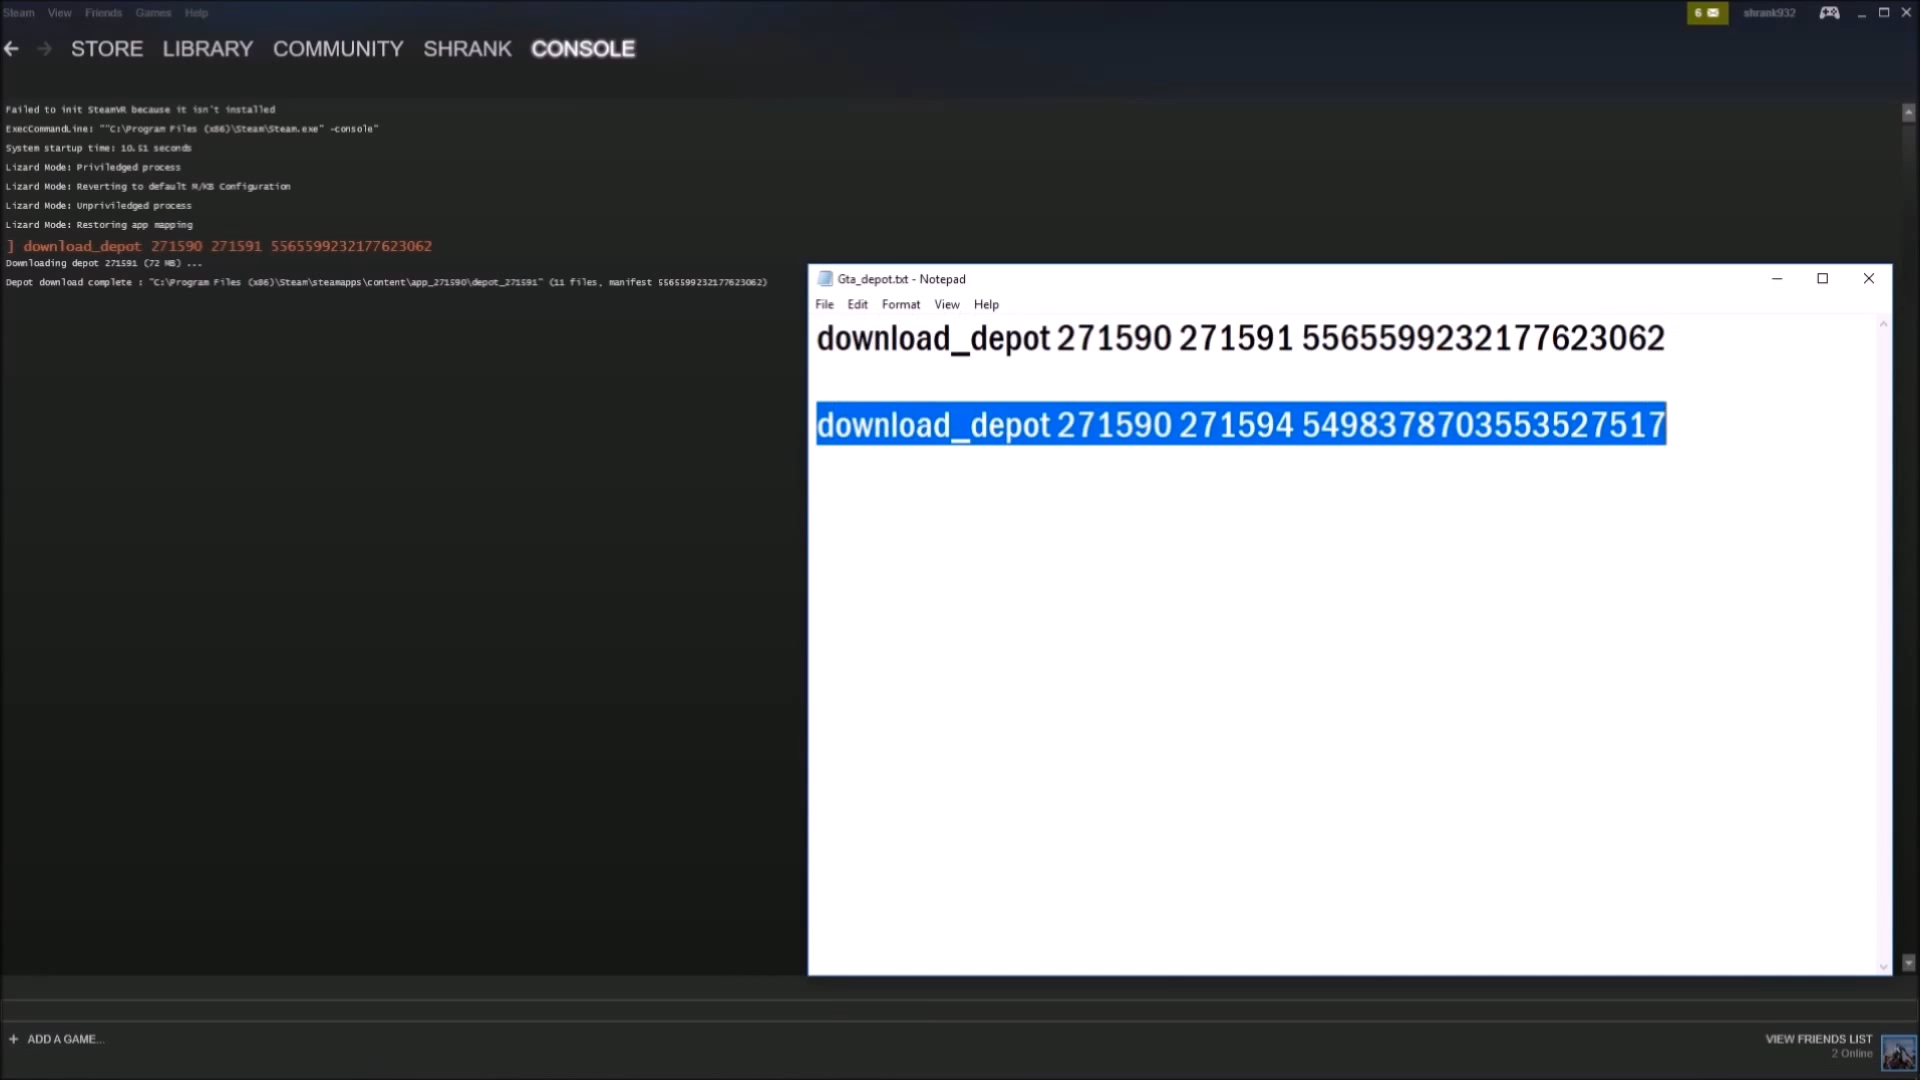 Steam View Friends Games Help
6 shrank932
STORE LIBRARY COMMUNITY SHRANK CONSOLE
Failed to init SteamVR because it isn't installed
ExecCommandLine: ""C:\Program Files (x86)\Steam\Steam.exe" -console"
System startup time: 10.51 seconds
Lizard Mode: Priviledged process
Lizard Mode: Reverting to default M/KB Configuration
Lizard Mode: Unpriviledged process
Lizard Mode: Restoring app mapping
] download_depot 271590 271591 5565599232177623062
Downloading depot 271591 (72 MB) ...
Depot download complete : "C:\Program Files (x86)\Steam\steamapps\content\app_271590\depot_271591" (11 files, manifest 5565599232177623062)
Gta_depot.txt - Notepad
File Edit Format View Help
download_depot 271590 271591 5565599232177623062
download_depot 271590 271594 5498378703553527517
+ ADD A GAME...
VIEW FRIENDS LIST
2 Online